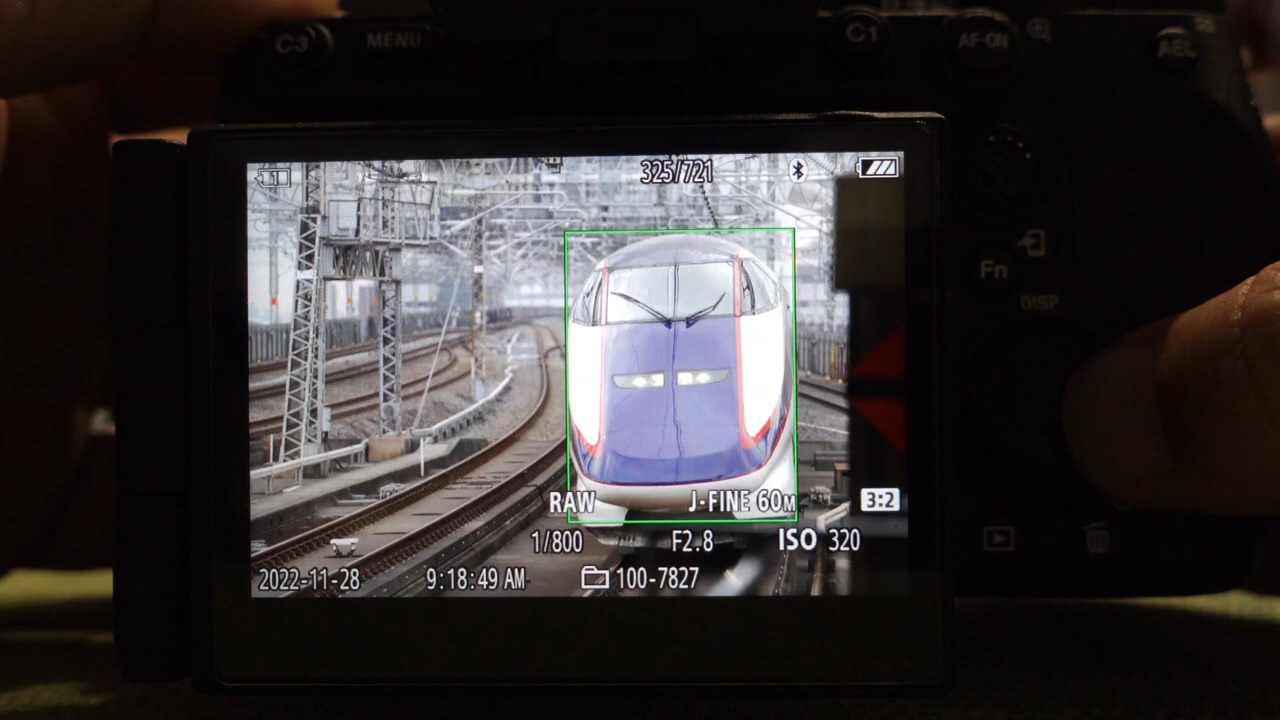 C3 MENU C1 AF-ON AEL
1 325/721
Fn
DISP
RAW J-FINE 60M 3:2
1/800 F2.8 ISO 320
2022-11-28 9:18:49 AM 100-7827